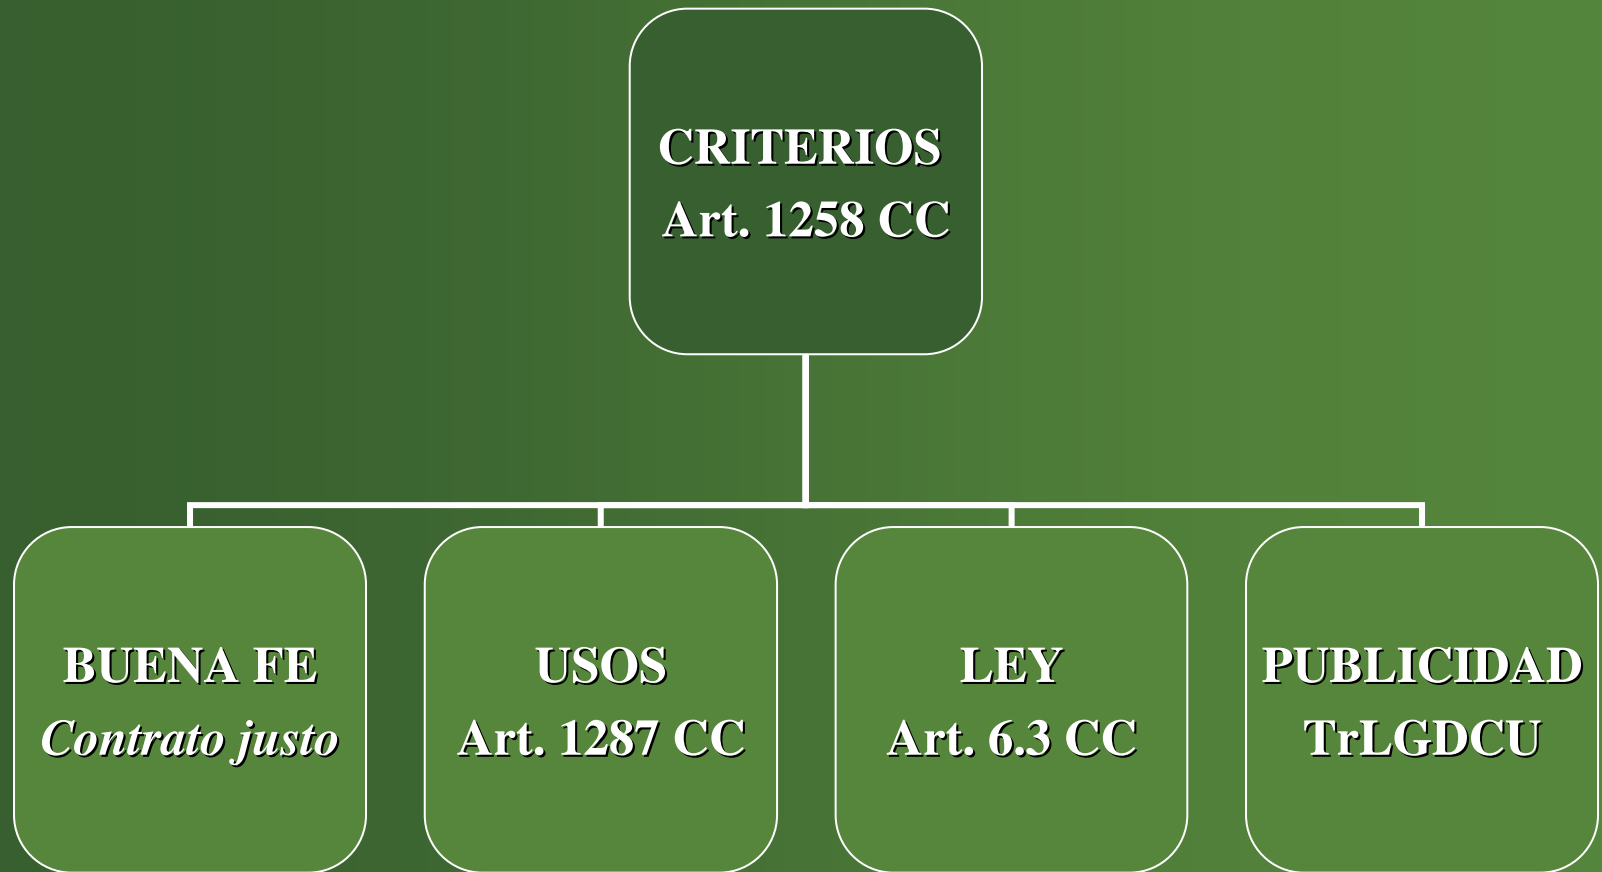 CRITERIOS
Art. 1258 CC
BUENA FE
Contrato justo
USOS
Art. 1287 CC
LEY
Art. 6.3 CC
PUBLICIDAD
TrLGDCU